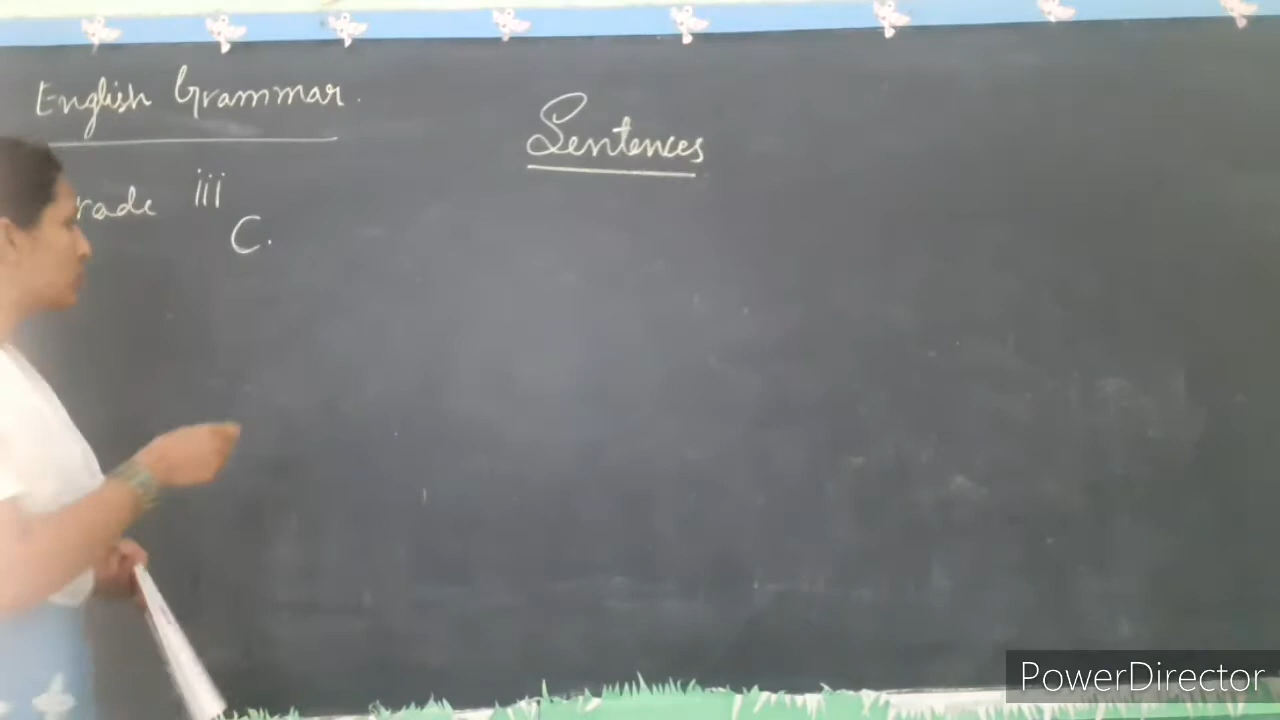 English Grammar.
Sentences
rade iii
C.
PowerDirector